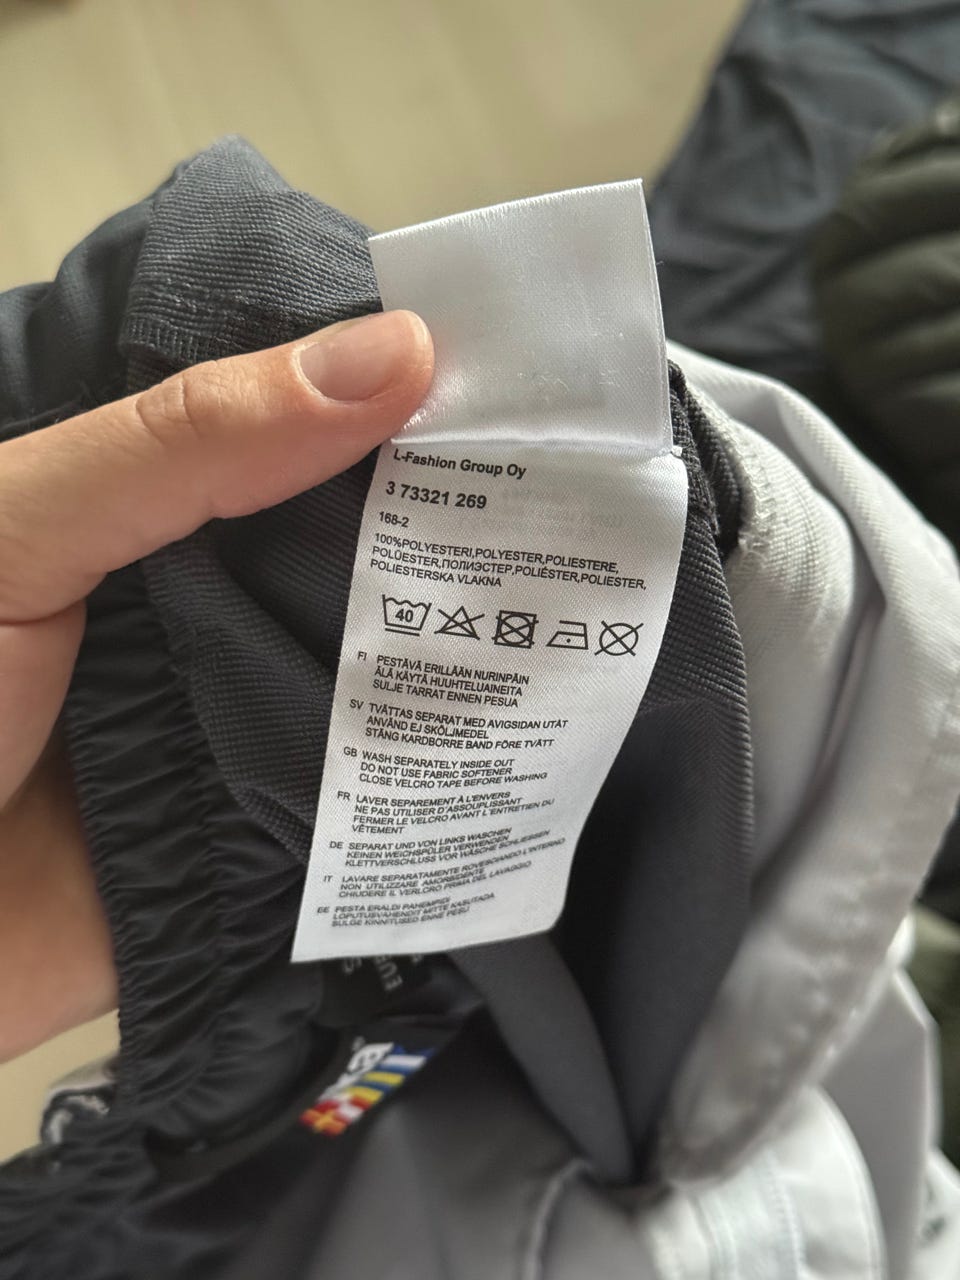 L-Fashion Group Oy
3 73321 269
168-2
100%POLYESTERI,POLYESTER,POLIESTERE,
POLÜESTER,ПОЛИЭСТЕР,POLIÉSTER,POLIESTER,
POLIESTERSKA VLAKNA
40
FI PESTÄVÄ ERILLÄÄN NURINPÄIN
ÄLÄ KÄYTÄ HUUHTELUAINEITA
SULJE TARRAT ENNEN PESUA
SV TVÄTTAS SEPARAT MED AVIGSIDAN UTÅT
ANVÄND EJ SKÖLJMEDEL
STÄNG KARDBORRE BAND FÖRE TVÄTT
GB WASH SEPARATELY INSIDE OUT
DO NOT USE FABRIC SOFTENER
CLOSE VELCRO TAPE BEFORE WASHING
FR LAVER SEPAREMENT À L'ENVERS
NE PAS UTILISER D'ASSOUPLISSANT
FERMER LE VELCRO AVANT L'ENTRETIEN DU
VÊTEMENT
DE SEPARAT UND VON LINKS WASCHEN
KEINEN WEICHSPÜLER VERWENDEN
KLETTVERSCHLUSS VOR WÄSCHE SCHLIESSEN
IT LAVARE SEPARATAMENTE ROVESCIANDO L'INTERNO
NON UTILIZZARE AMORBIDENTE
CHIUDERE IL VERLCRO PRIMA DEL LAVAGGIO
EE PESTA ERALDI PAHEMPIDI
LOPUTUSVAHENDIT MITTE KASUTADA
SULGE KINNITUSED ENNE PESU